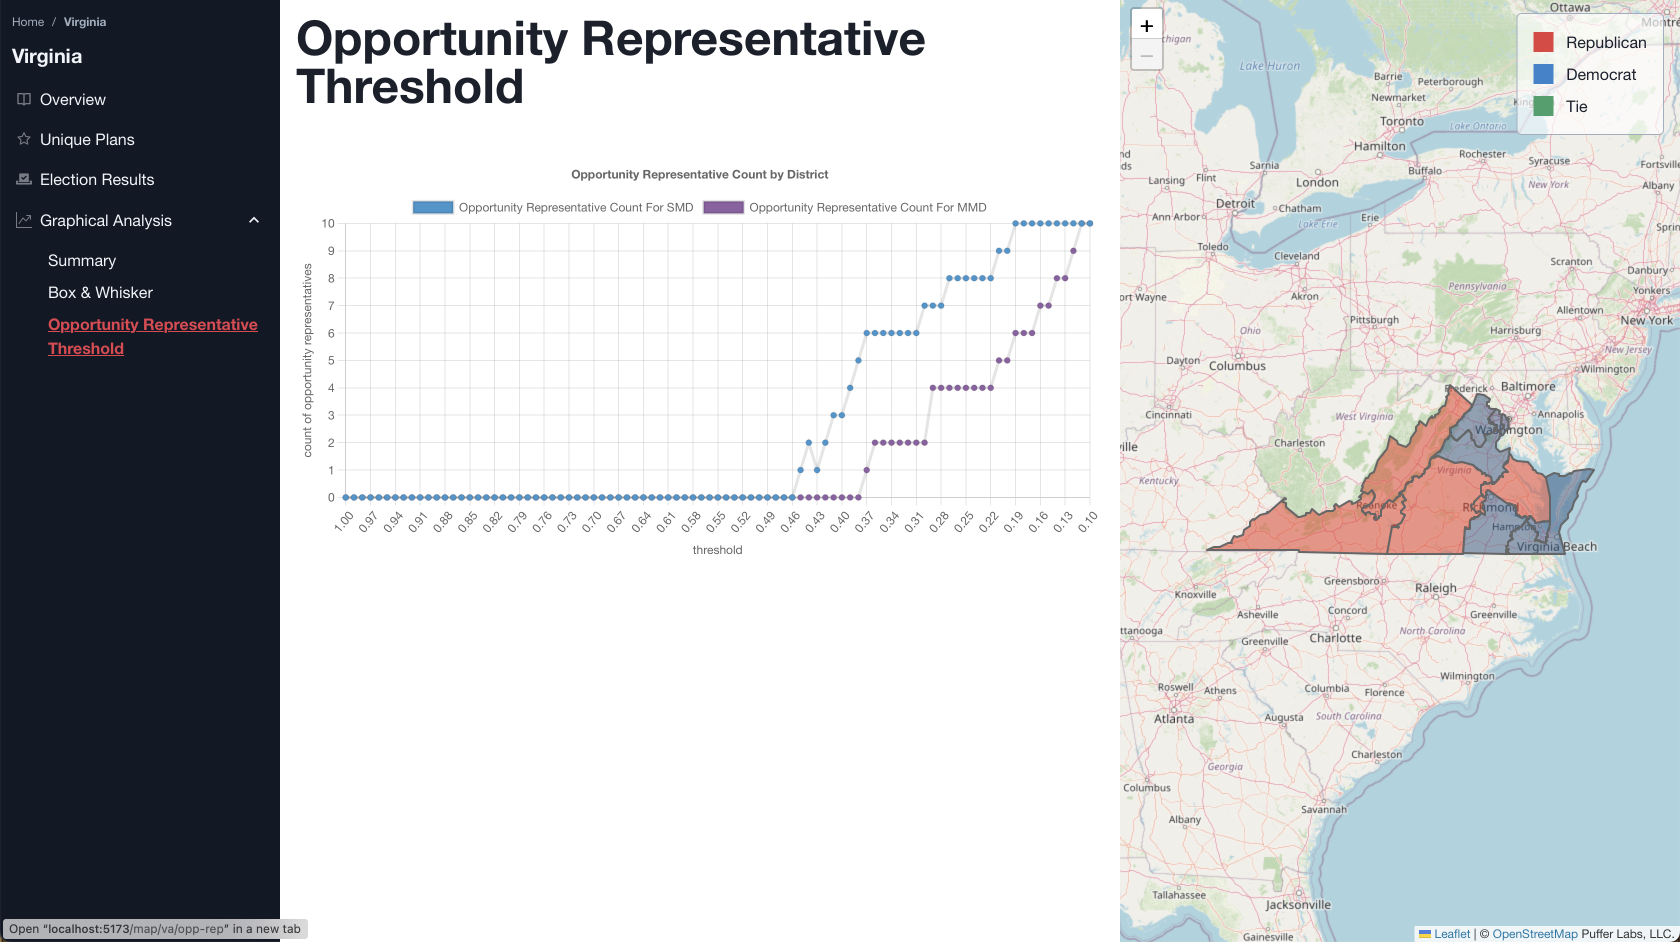 Home / Virginia
Virginia
Overview
Unique Plans
Election Results
Graphical Analysis
Summary
Box & Whisker
Opportunity Representative
Threshold
Open “localhost:5173/map/va/opp-rep” in a new tab
Opportunity Representative
Threshold
Opportunity Representative Count by District
Opportunity Representative Count For SMD
Opportunity Representative Count For MMD
count of opportunity representatives
10
9
8
7
6
5
4
3
2
1
0
1.00 0.97 0.94 0.91 0.88 0.85 0.82 0.79 0.76 0.73 0.70 0.67 0.64 0.61 0.58 0.55 0.52 0.49 0.46 0.43 0.40 0.37 0.34 0.31 0.28 0.25 0.22 0.19 0.16 0.13 0.10
threshold
+
−
Republican
Democrat
Tie
Ottawa
Lake Huron
Barrie
Peterborough
Newmarket
Toronto
Lake Ontario
Hamilton
Rochester
Syracuse
Sarnia
Lansing
Flint
London
Buffalo
New York
Albany
Detroit
Chatham
Ann Arbor
Lake Erie
Erie
Toledo
Cleveland
Scranton
Danbury
Akron
Pennsylvania
Yonkers
ort Wayne
Allentown
Pittsburgh
New York
Ohio
Harrisburg
New Jersey
Dayton
Columbus
Wilmington
Frederick
Baltimore
Cincinnati
West Virginia
Annapolis
Washington
Charleston
ville
Virginia
Kentucky
Roanoke
Richmond
Hampton
Virginia Beach
Greensboro
Raleigh
Knoxville
Asheville
Concord
Greenville
tanooga
Greenville
Charlotte
North Carolina
Wilmington
Roswell
Athens
Columbia
Florence
Atlanta
Augusta
South Carolina
Charleston
Georgia
Columbus
Savannah
Albany
Tallahassee
Jacksonville
Gainesville
Leaflet | © OpenStreetMap Puffer Labs, LLC.